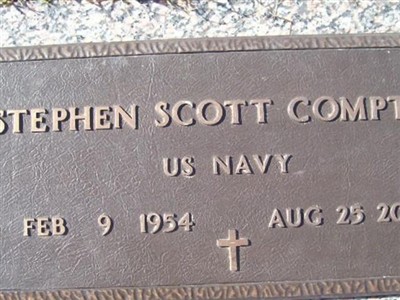 STEPHEN SCOTT COMPT
US NAVY
FEB 9 1954 AUG 25 20